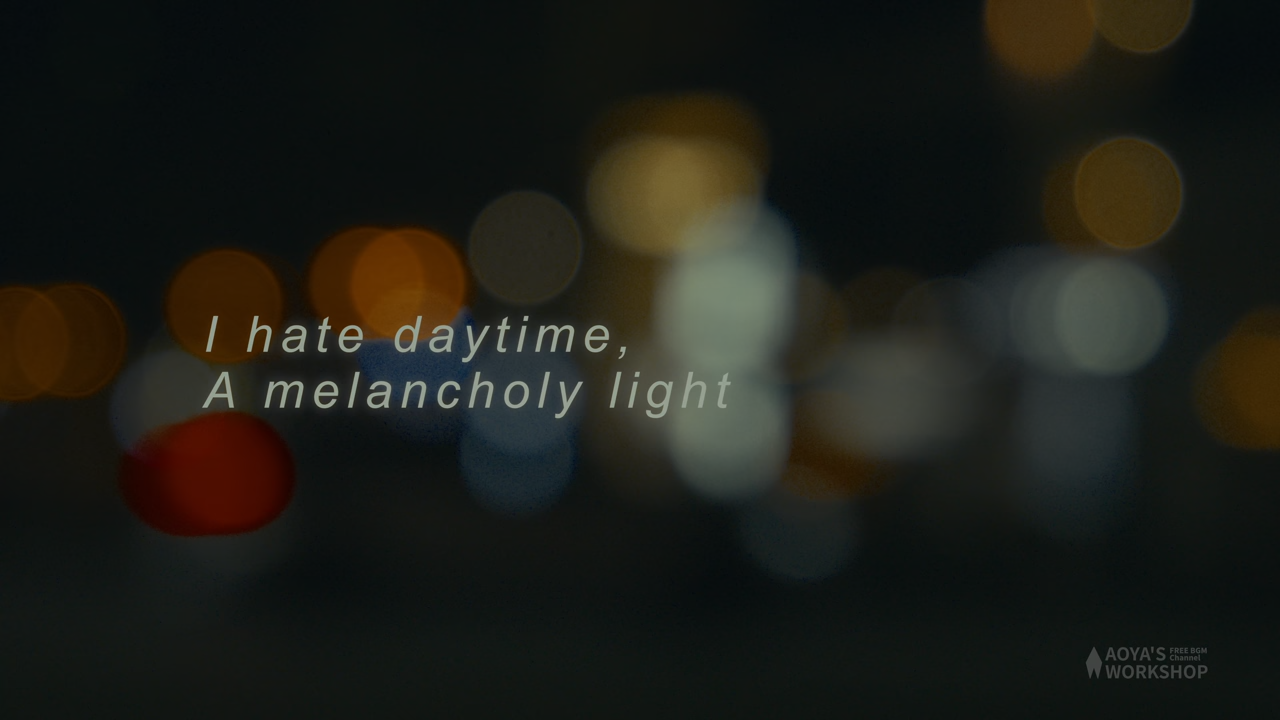 I hate daytime,
A melancholy light
AOYA'S FREE BGM Channel
WORKSHOP